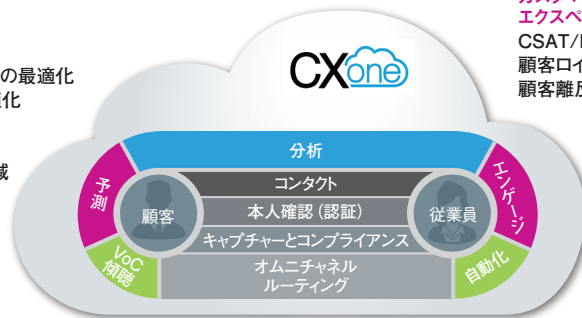 エクスペ
CSAT/
顧客ロイ
顧客離反
の最適化
化
減
CXone
分析
予測
エンゲージ
コンタクト
顧客
本人確認（認証）
従業員
キャプチャーとコンプライアンス
VoC
傾聴
オムニチャネル
ルーティング
自動化